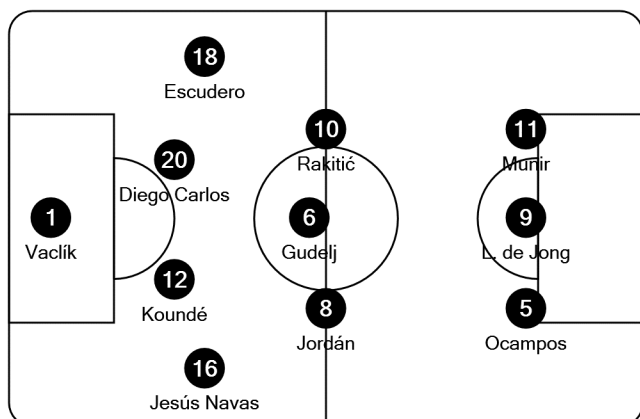 18
Escudero
10
Rakitić
11
Munir
20
Diego Carlos
1
Vaclík
6
Gudelj
9
L. de Jong
12
Koundé
8
Jordán
5
Ocampos
16
Jesús Navas